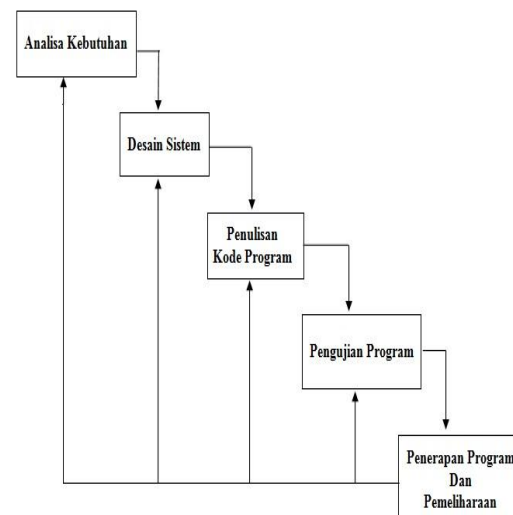 Analisa Kebutuhan
Desain Sistem
Penulisan
Kode Program
Pengujian Program
Penerapan Program
Dan
Pemeliharaan